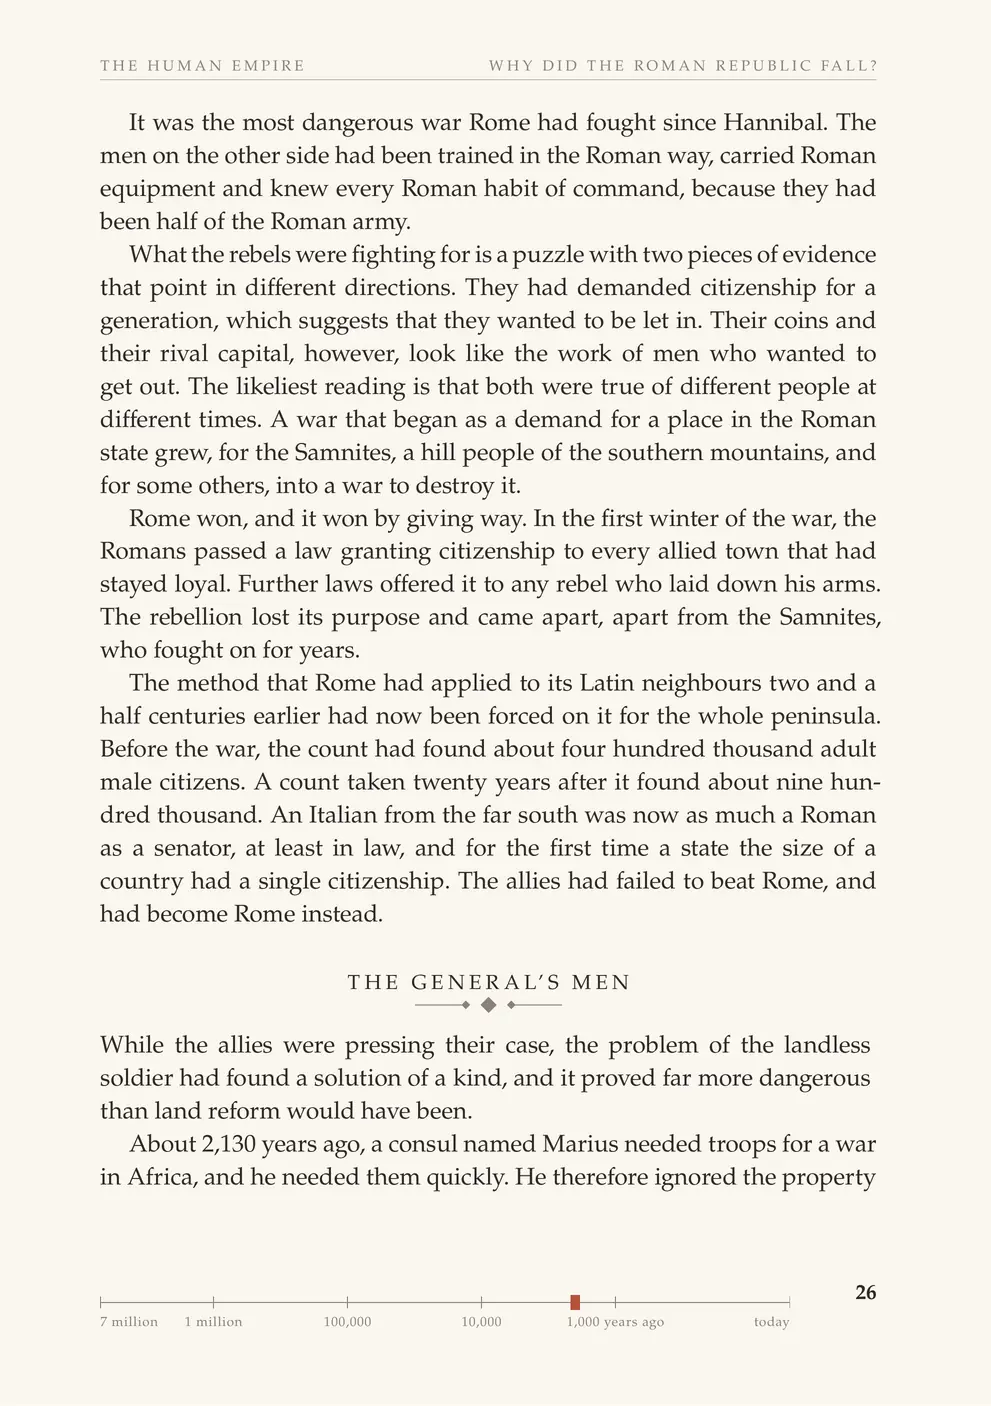 THE HUMAN EMPIRE
WHY DID THE ROMAN REPUBLIC FALL?
It was the most dangerous war Rome had fought since Hannibal. The
men on the other side had been trained in the Roman way, carried Roman
equipment and knew every Roman habit of command, because they had
been half of the Roman army.
What the rebels were fighting for is a puzzle with two pieces of evidence
that point in different directions. They had demanded citizenship for a
generation, which suggests that they wanted to be let in. Their coins and
their rival capital, however, look like the work of men who wanted to
get out. The likeliest reading is that both were true of different people at
different times. A war that began as a demand for a place in the Roman
state grew, for the Samnites, a hill people of the southern mountains, and
for some others, into a war to destroy it.
Rome won, and it won by giving way. In the first winter of the war, the
Romans passed a law granting citizenship to every allied town that had
stayed loyal. Further laws offered it to any rebel who laid down his arms.
The rebellion lost its purpose and came apart, apart from the Samnites,
who fought on for years.
The method that Rome had applied to its Latin neighbours two and a
half centuries earlier had now been forced on it for the whole peninsula.
Before the war, the count had found about four hundred thousand adult
male citizens. A count taken twenty years after it found about nine hun-
dred thousand. An Italian from the far south was now as much a Roman
as a senator, at least in law, and for the first time a state the size of a
country had a single citizenship. The allies had failed to beat Rome, and
had become Rome instead.
THE GENERAL'S MEN
While the allies were pressing their case, the problem of the landless
soldier had found a solution of a kind, and it proved far more dangerous
than land reform would have been.
About 2,130 years ago, a consul named Marius needed troops for a war
in Africa, and he needed them quickly. He therefore ignored the property
26
7 million 1 million 100,000 10,000 1,000 years ago today